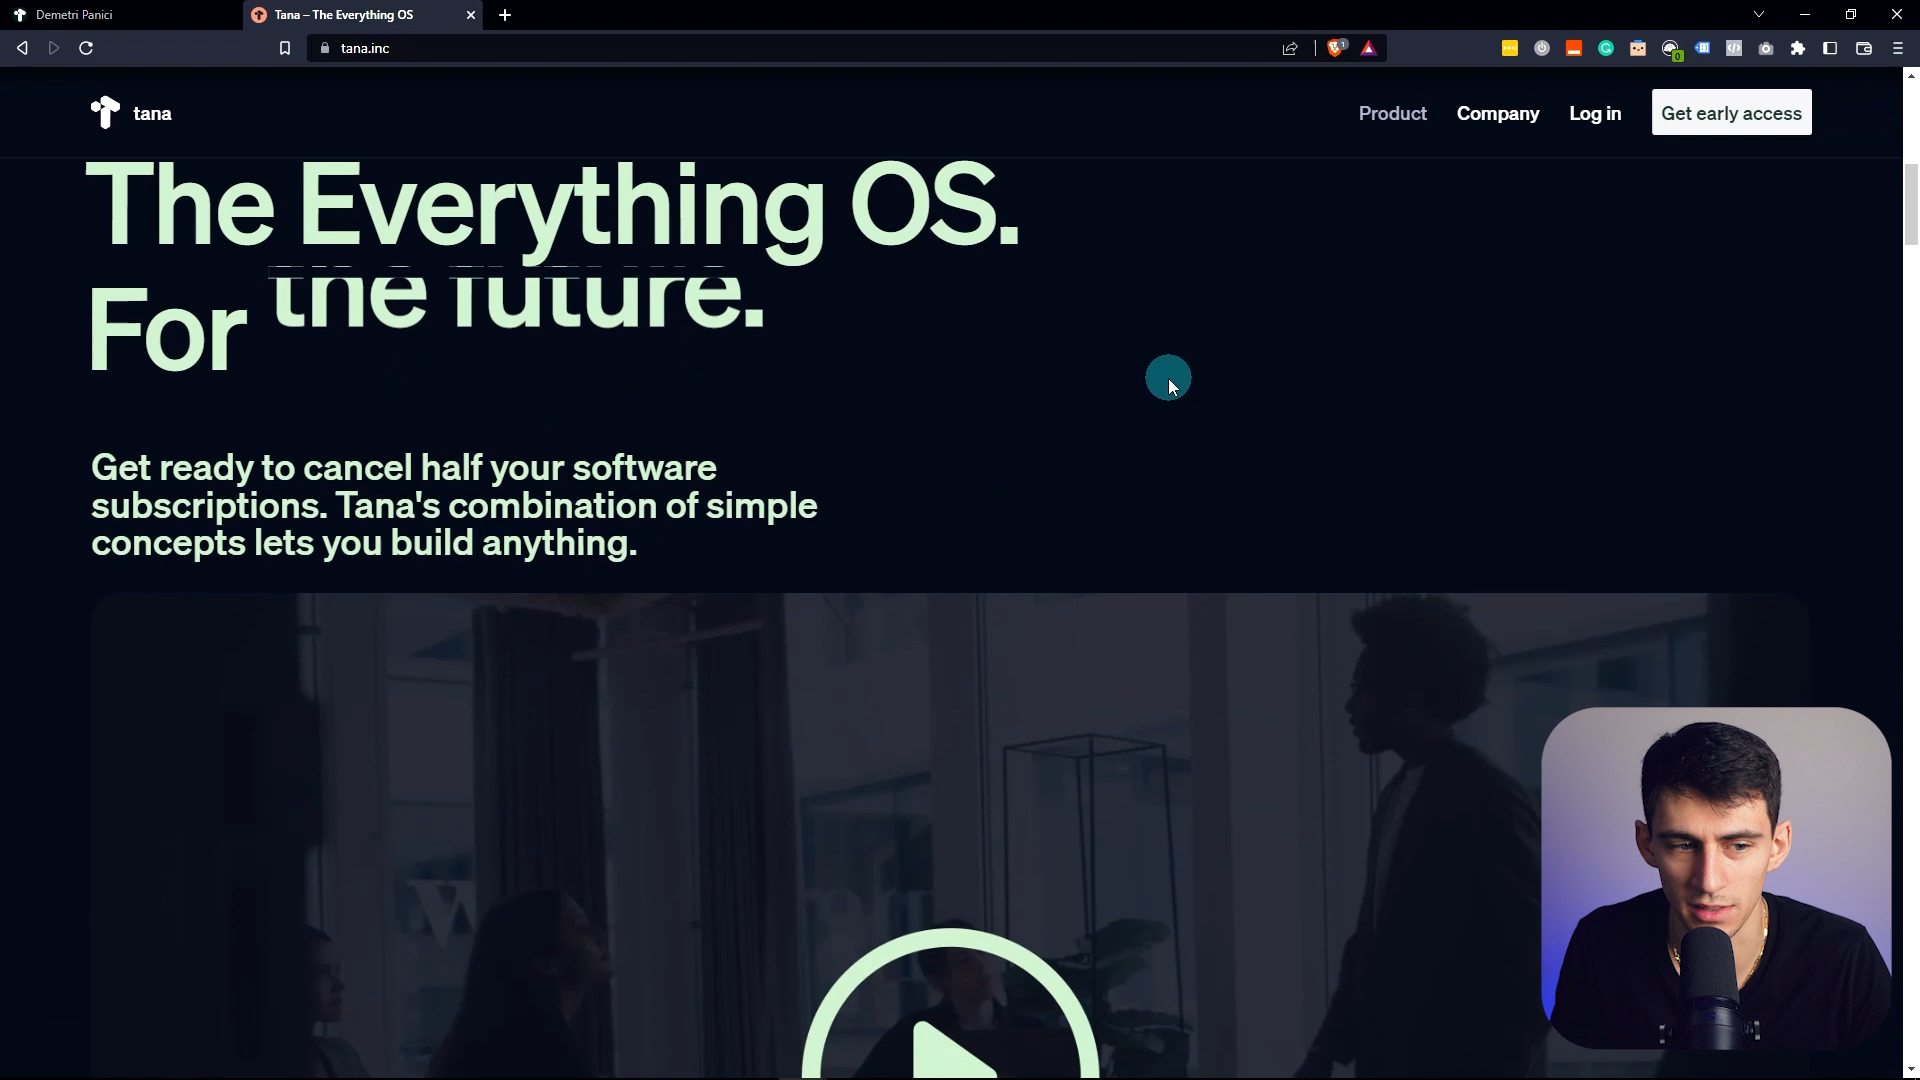 Demetri Panici
Tana – The Everything OS
tana.inc
1
0
tana
Product
Company
Log in
Get early access
The Everything OS.
For the future.
Get ready to cancel half your software
subscriptions. Tana's combination of simple
concepts lets you build anything.
W